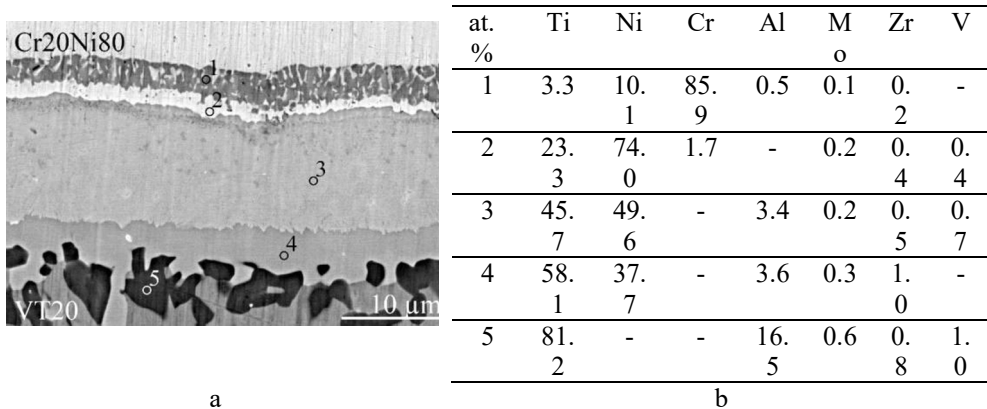 Cr20Ni80
1
2
3
4
5
VT20
10 µm
a
at. % Ti Ni Cr Al Mo Zr V
1 3.3 10.1 85.9 0.5 0.1 0.2 -
2 23.3 74.0 1.7 - 0.2 0.4 0.4
3 45.7 49.6 - 3.4 0.2 0.5 0.7
4 58.1 37.7 - 3.6 0.3 1.0 -
5 81.2 - - 16.5 0.6 0.8 1.0
b